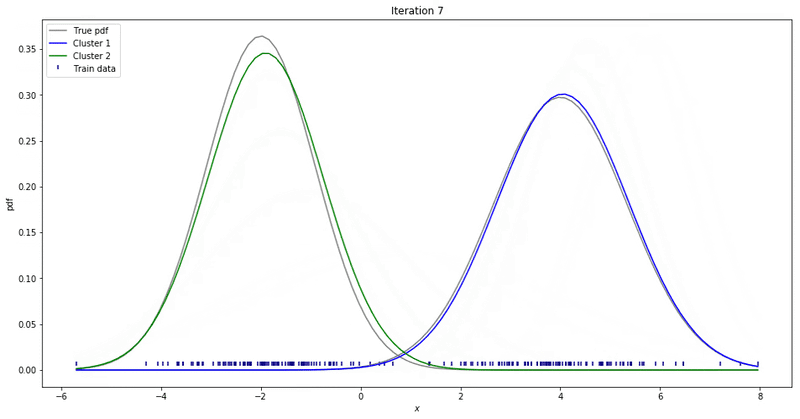 Iteration 7
True pdf
Cluster 1
Cluster 2
Train data
pdf
0.35
0.30
0.25
0.20
0.15
0.10
0.05
0.00
−6 −4 −2 0 2 4 6 8
x